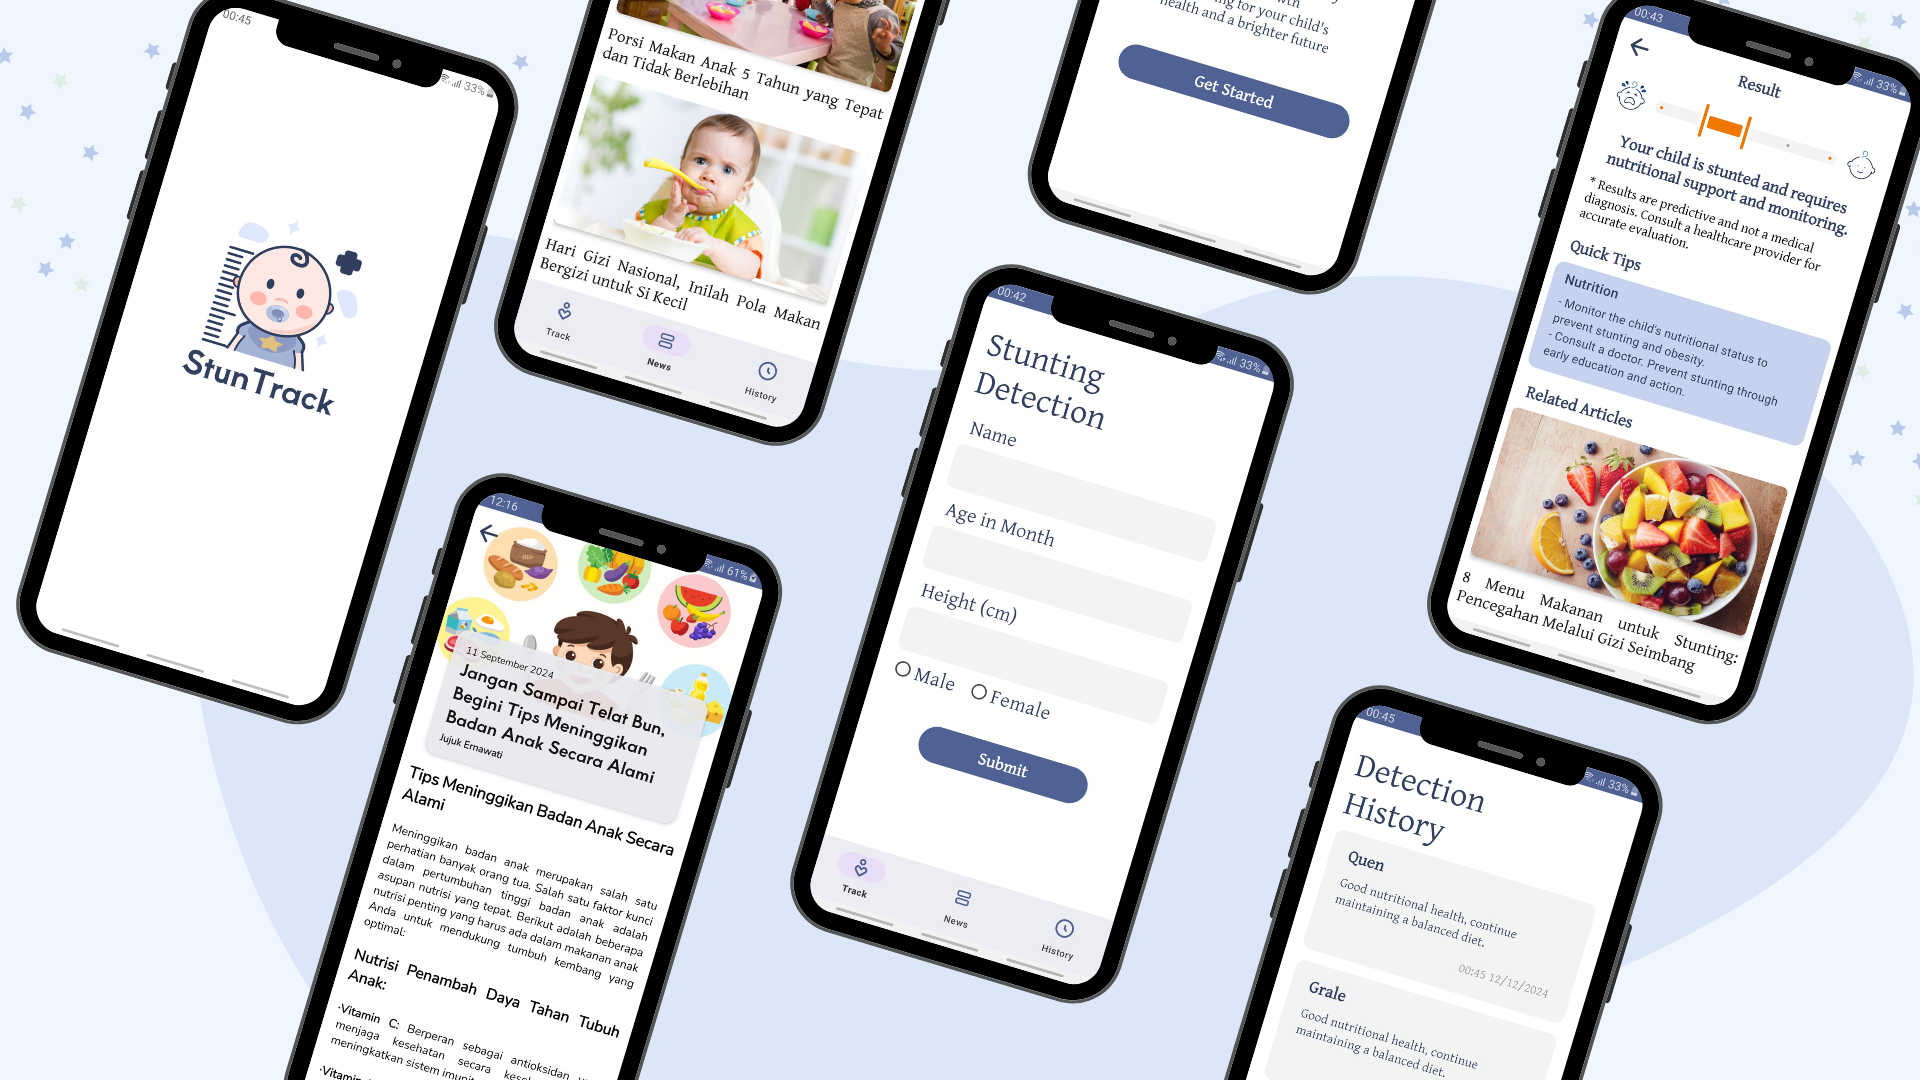 00:45
33%
StunTrack
Porsi Makan Anak 5 Tahun yang Tepat
dan Tidak Berlebihan
Hari Gizi Nasional, Inilah Pola Makan
Bergizi untuk Si Kecil
Track
News
History
12:16
61%
11 September 2024
Jangan Sampai Telat Bun,
Begini Tips Meninggikan
Badan Anak Secara Alami
Jujuk Ernawati
Tips Meninggikan Badan Anak Secara
Alami
Meninggikan badan anak merupakan salah satu
perhatian banyak orang tua. Salah satu faktor kunci
dalam pertumbuhan tinggi badan anak adalah
asupan nutrisi yang tepat. Berikut adalah beberapa
nutrisi penting yang harus ada dalam makanan anak
Anda untuk mendukung tumbuh kembang yang
optimal:
Nutrisi Penambah Daya Tahan Tubuh
Anak:
·Vitamin C: Berperan sebagai antioksidan
menjaga kesehatan secara
meningkatkan sistem
·Vitamin
for your child's
health and a brighter future
Get Started
00:42
33%
Stunting
Detection
Name
Age in Month
Height (cm)
Male
Female
Submit
Track
News
History
00:43
33%
Result
Your child is stunted and requires
nutritional support and monitoring.
* Results are predictive and not a medical
diagnosis. Consult a healthcare provider for
accurate evaluation.
Quick Tips
Nutrition
- Monitor the child's nutritional status to
prevent stunting and obesity.
- Consult a doctor. Prevent stunting through
early education and action.
Related Articles
8 Menu Makanan untuk Stunting:
Pencegahan Melalui Gizi Seimbang
00:45
33%
Detection
History
Quen
Good nutritional health, continue
maintaining a balanced diet.
00:45 12/12/2024
Grale
Good nutritional health, continue
maintaining a balanced diet.